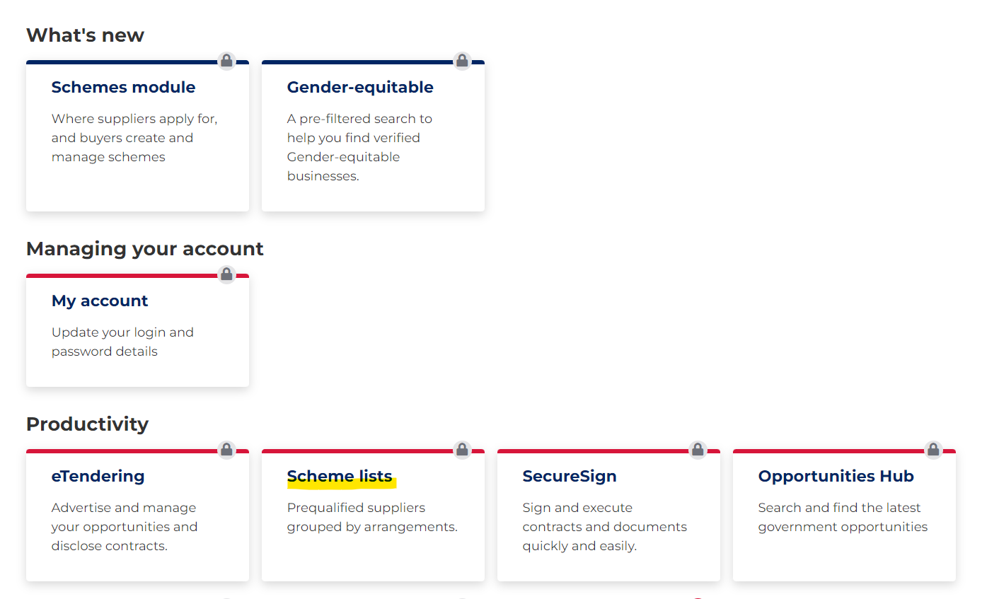 What's new
Schemes module
Where suppliers apply for,
and buyers create and
manage schemes
Gender-equitable
A pre-filtered search to
help you find verified
Gender-equitable
businesses.
Managing your account
My account
Update your login and
password details
Productivity
eTendering
Advertise and manage
your opportunities and
disclose contracts.
Scheme lists
Prequalified suppliers
grouped by arrangements.
SecureSign
Sign and execute
contracts and documents
quickly and easily.
Opportunities Hub
Search and find the latest
government opportunities